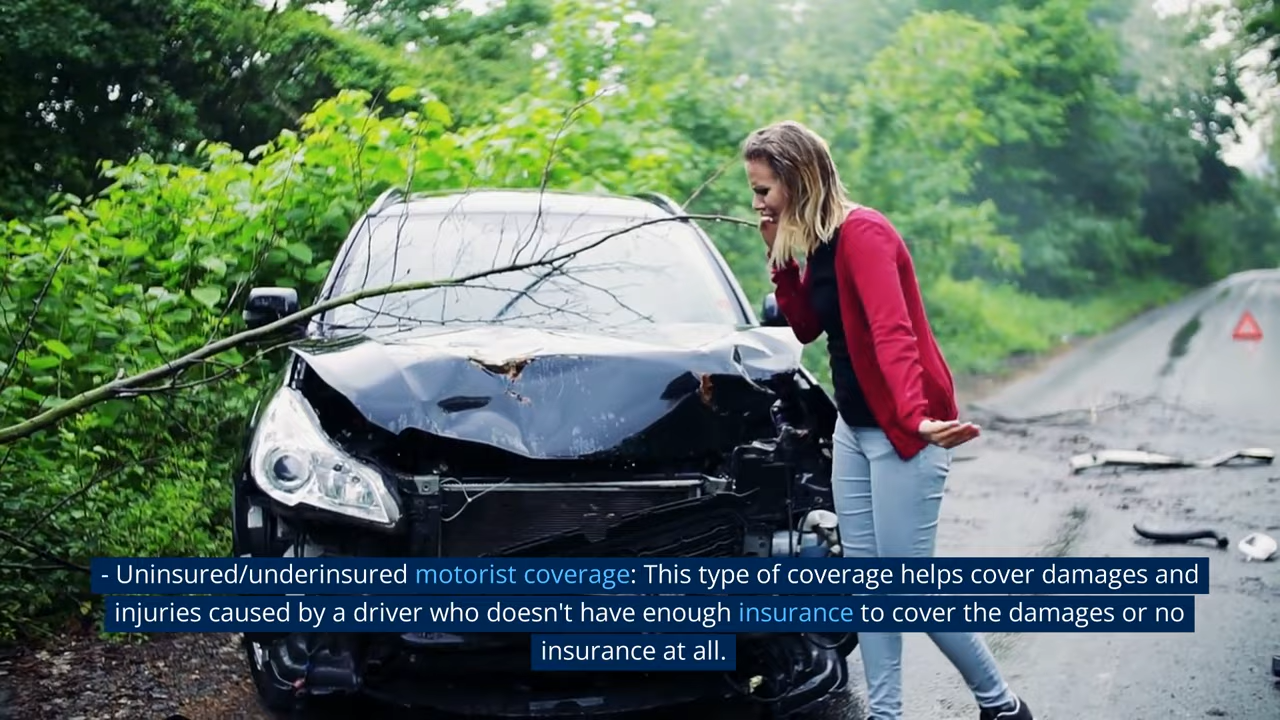 - Uninsured/underinsured motorist coverage: This type of coverage helps cover damages and
injuries caused by a driver who doesn't have enough insurance to cover the damages or no
insurance at all.